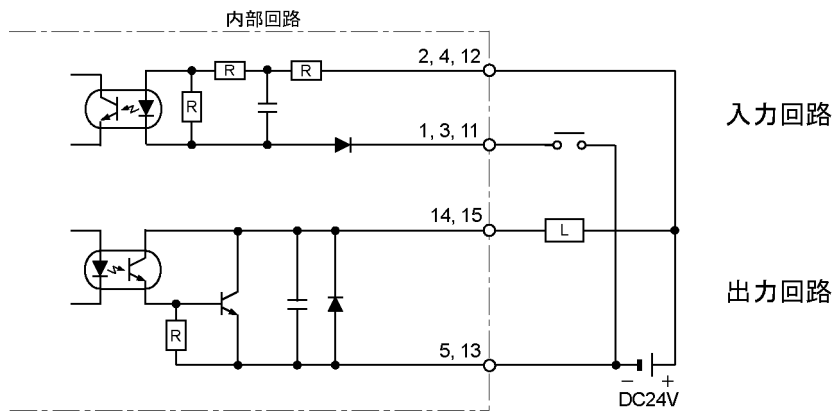 内部回路
2, 4, 12
R
R
R
入力回路
1, 3, 11
14, 15
L
出力回路
R
5, 13
− +
DC24V